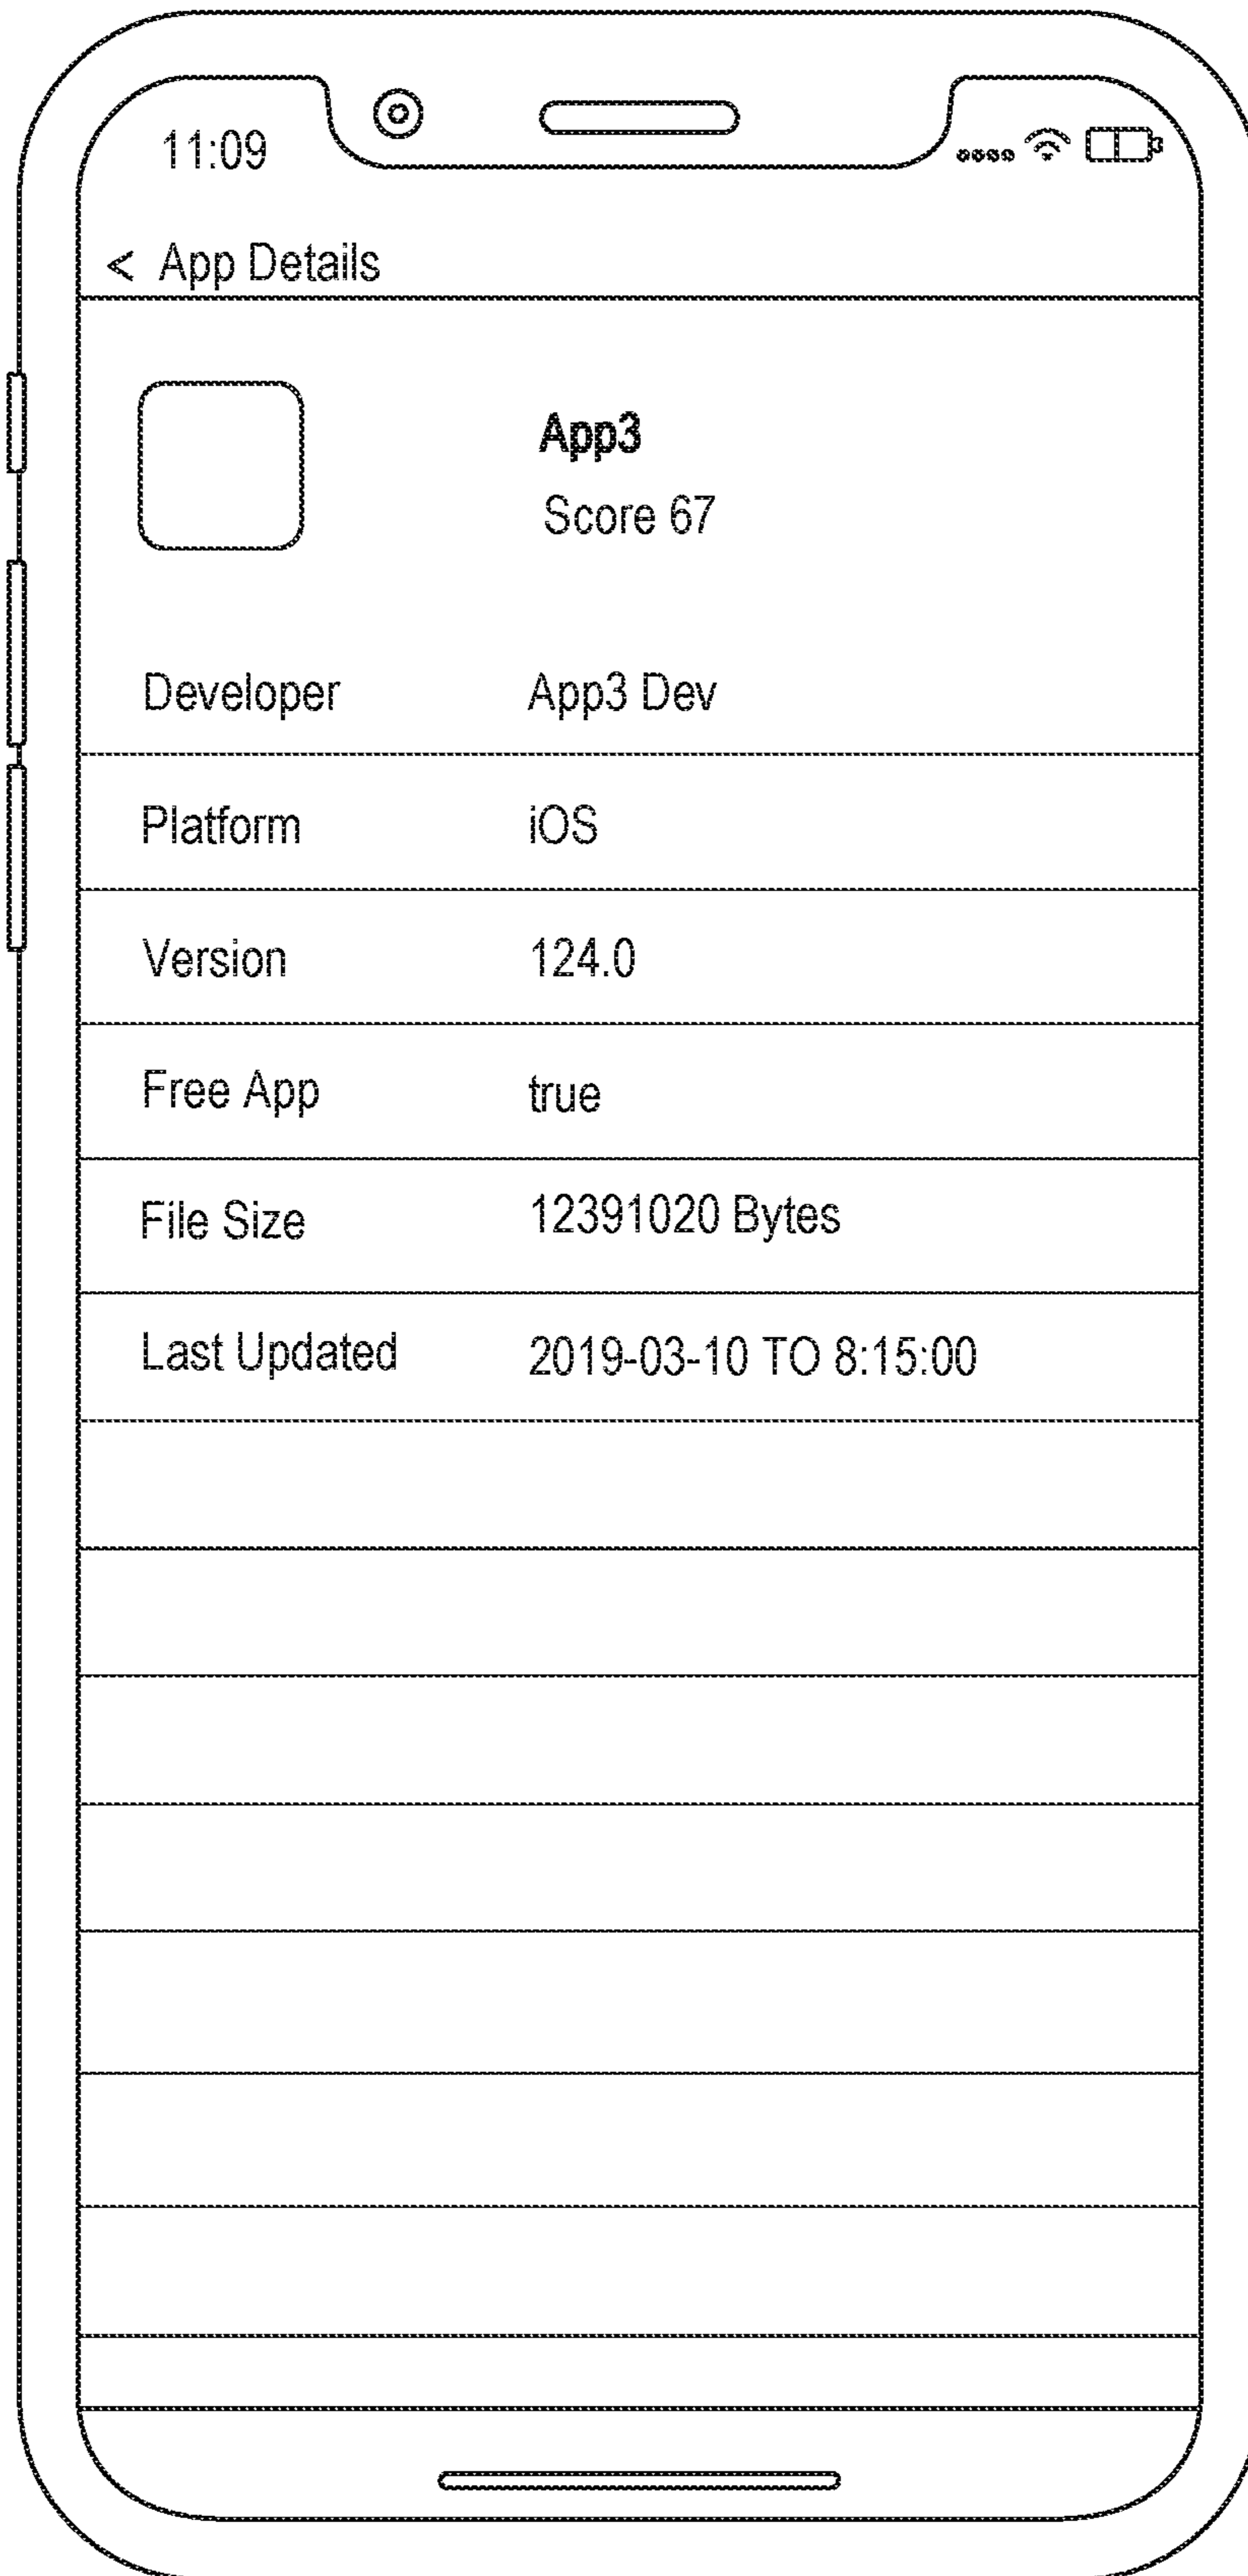 11:09
< App Details
App3
Score 67
Developer App3 Dev
Platform iOS
Version 124.0
Free App true
File Size 12391020 Bytes
Last Updated 2019-03-10 TO 8:15:00